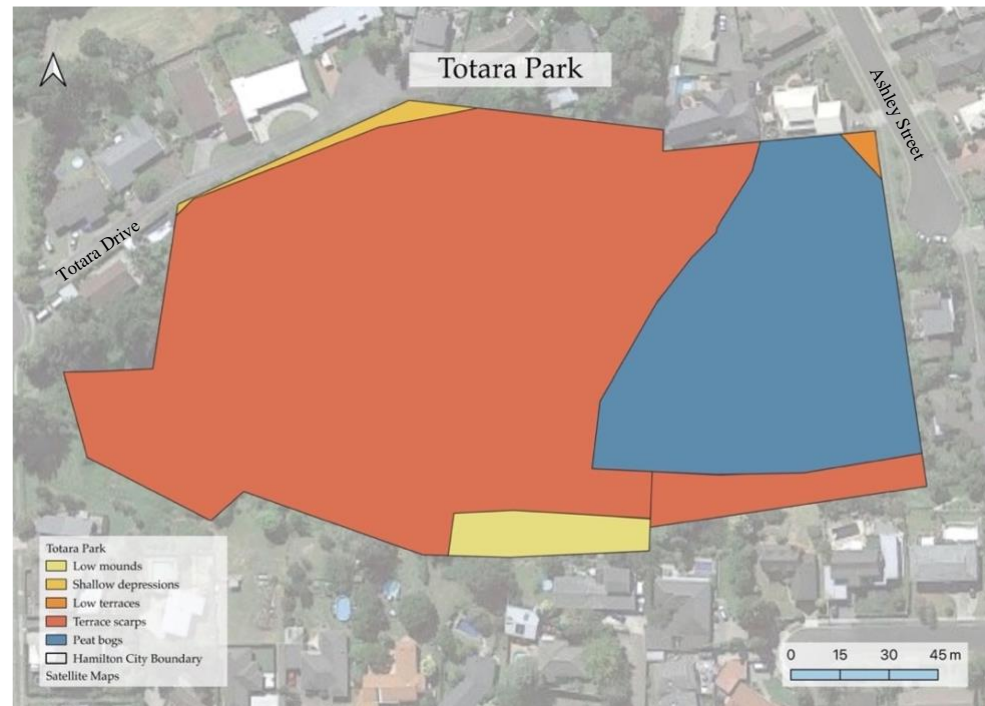 Totara Park
Ashley Street
Totara Drive
Totara Park
Low mounds
Shallow depressions
Low terraces
Terrace scarps
Peat bogs
Hamilton City Boundary
Satellite Maps
0 15 30 45 m